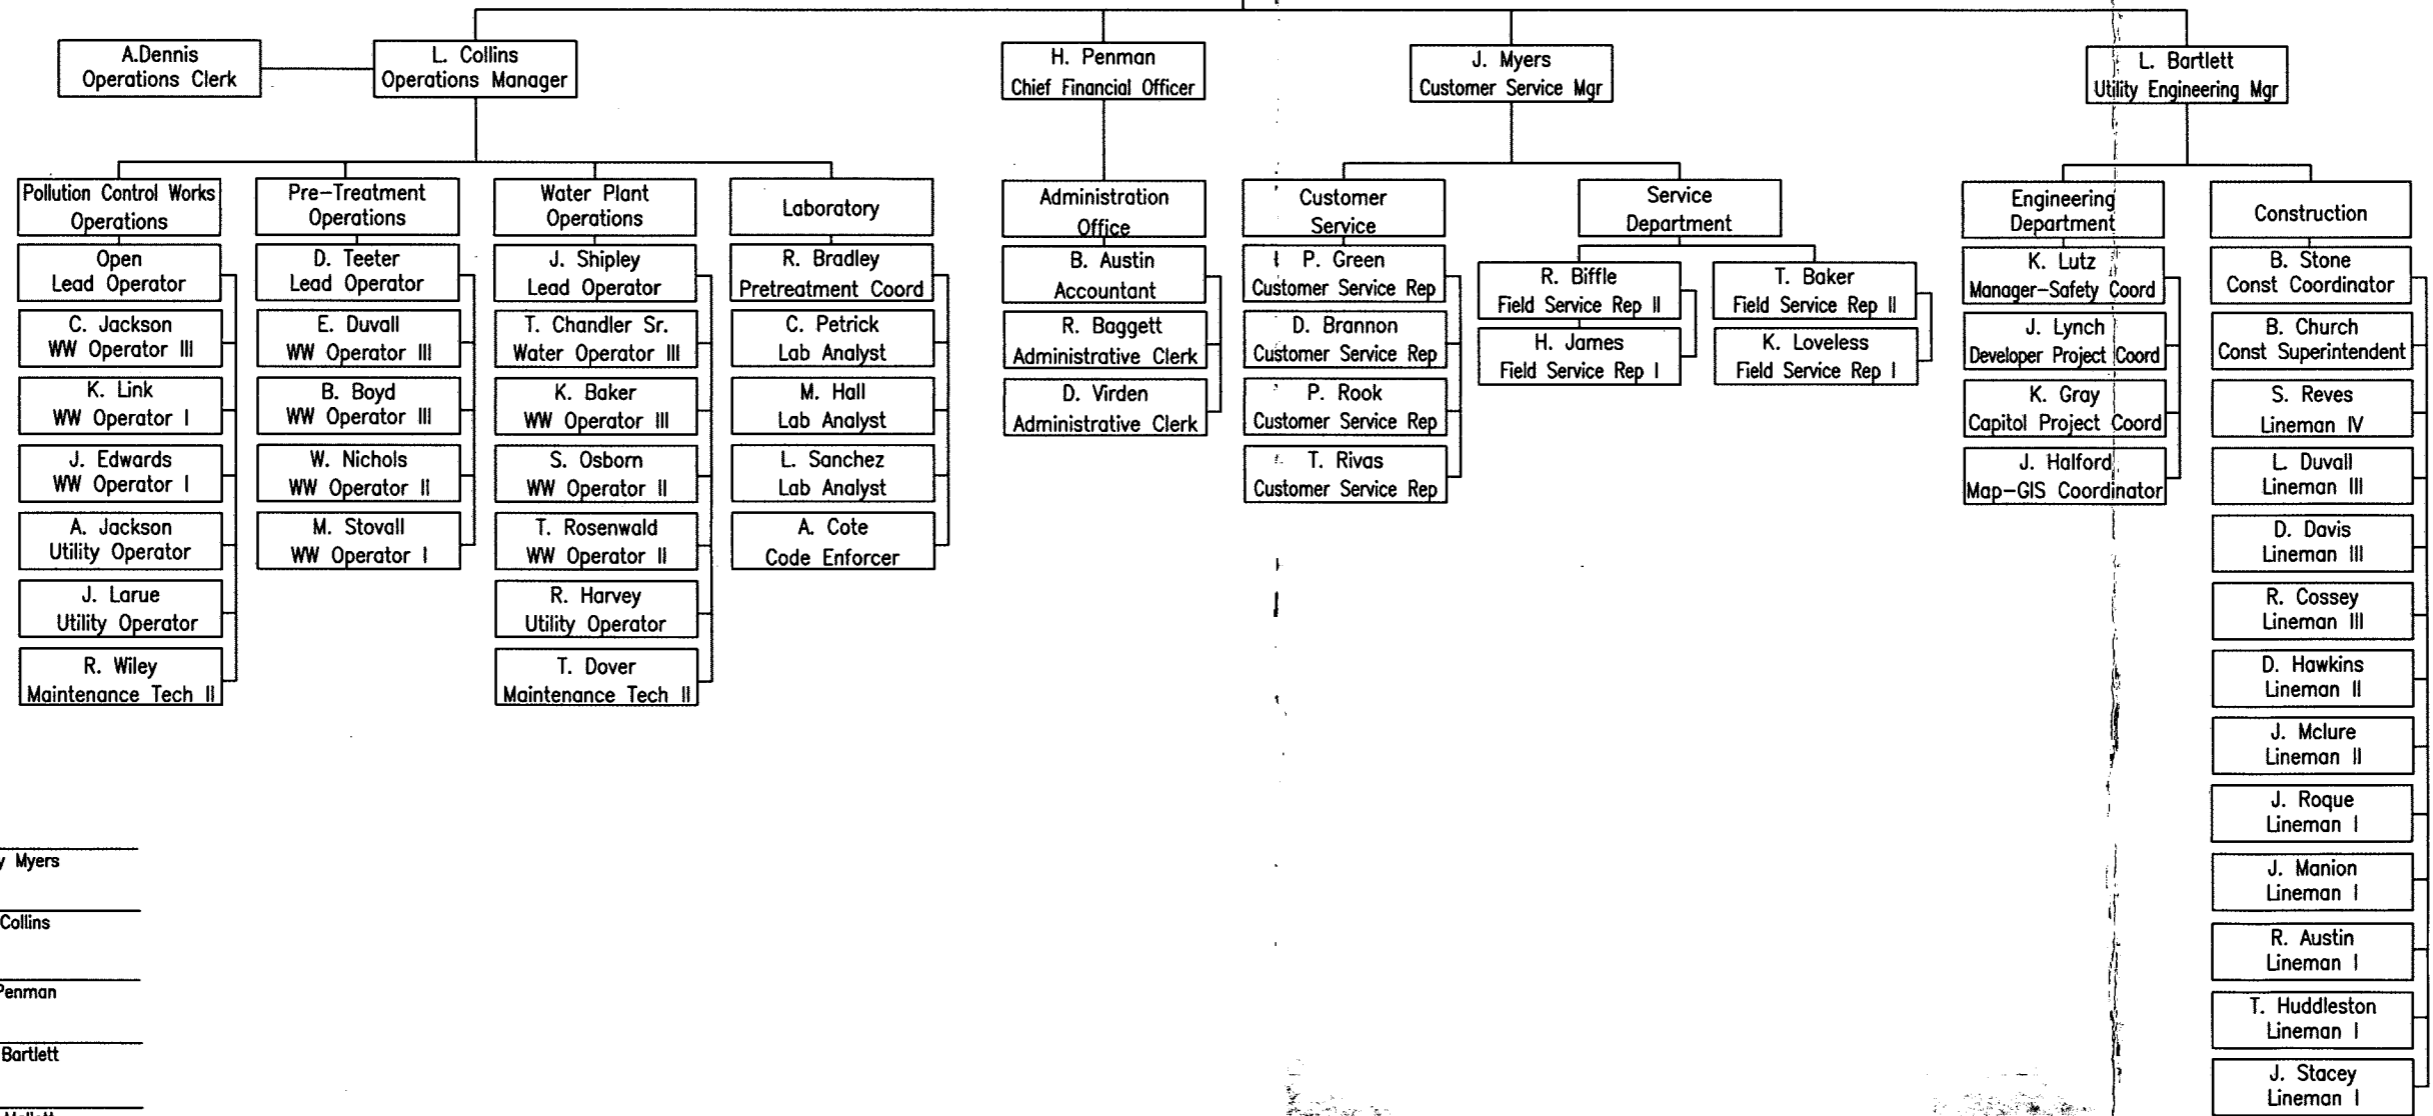 A.Dennis
Operations Clerk
L. Collins
Operations Manager
H. Penman
Chief Financial Officer
J. Myers
Customer Service Mgr
L. Bartlett
Utility Engineering Mgr
Pollution Control Works
Operations
Open
Lead Operator
C. Jackson
WW Operator III
K. Link
WW Operator I
J. Edwards
WW Operator I
A. Jackson
Utility Operator
J. Larue
Utility Operator
R. Wiley
Maintenance Tech II
Pre-Treatment
Operations
D. Teeter
Lead Operator
E. Duvall
WW Operator III
B. Boyd
WW Operator III
W. Nichols
WW Operator II
M. Stovall
WW Operator I
Water Plant
Operations
J. Shipley
Lead Operator
T. Chandler Sr.
Water Operator III
K. Baker
WW Operator III
S. Osborn
WW Operator II
T. Rosenwald
WW Operator II
R. Harvey
Utility Operator
T. Dover
Maintenance Tech II
Laboratory
R. Bradley
Pretreatment Coord
C. Petrick
Lab Analyst
M. Hall
Lab Analyst
L. Sanchez
Lab Analyst
A. Cote
Code Enforcer
Administration
Office
B. Austin
Accountant
R. Baggett
Administrative Clerk
D. Virden
Administrative Clerk
Customer
Service
P. Green
Customer Service Rep
D. Brannon
Customer Service Rep
P. Rook
Customer Service Rep
T. Rivas
Customer Service Rep
Service
Department
R. Biffle
Field Service Rep II
H. James
Field Service Rep I
T. Baker
Field Service Rep II
K. Loveless
Field Service Rep I
Engineering
Department
K. Lutz
Manager-Safety Coord
J. Lynch
Developer Project Coord
K. Gray
Capitol Project Coord
J. Halford
Map-GIS Coordinator
Construction
B. Stone
Const Coordinator
B. Church
Const Superintendent
S. Reves
Lineman IV
L. Duvall
Lineman III
D. Davis
Lineman III
R. Cossey
Lineman III
D. Hawkins
Lineman II
J. Mclure
Lineman II
J. Roque
Lineman I
J. Manion
Lineman I
R. Austin
Lineman I
T. Huddleston
Lineman I
J. Stacey
Lineman I
y Myers
Collins
Penman
Bartlett